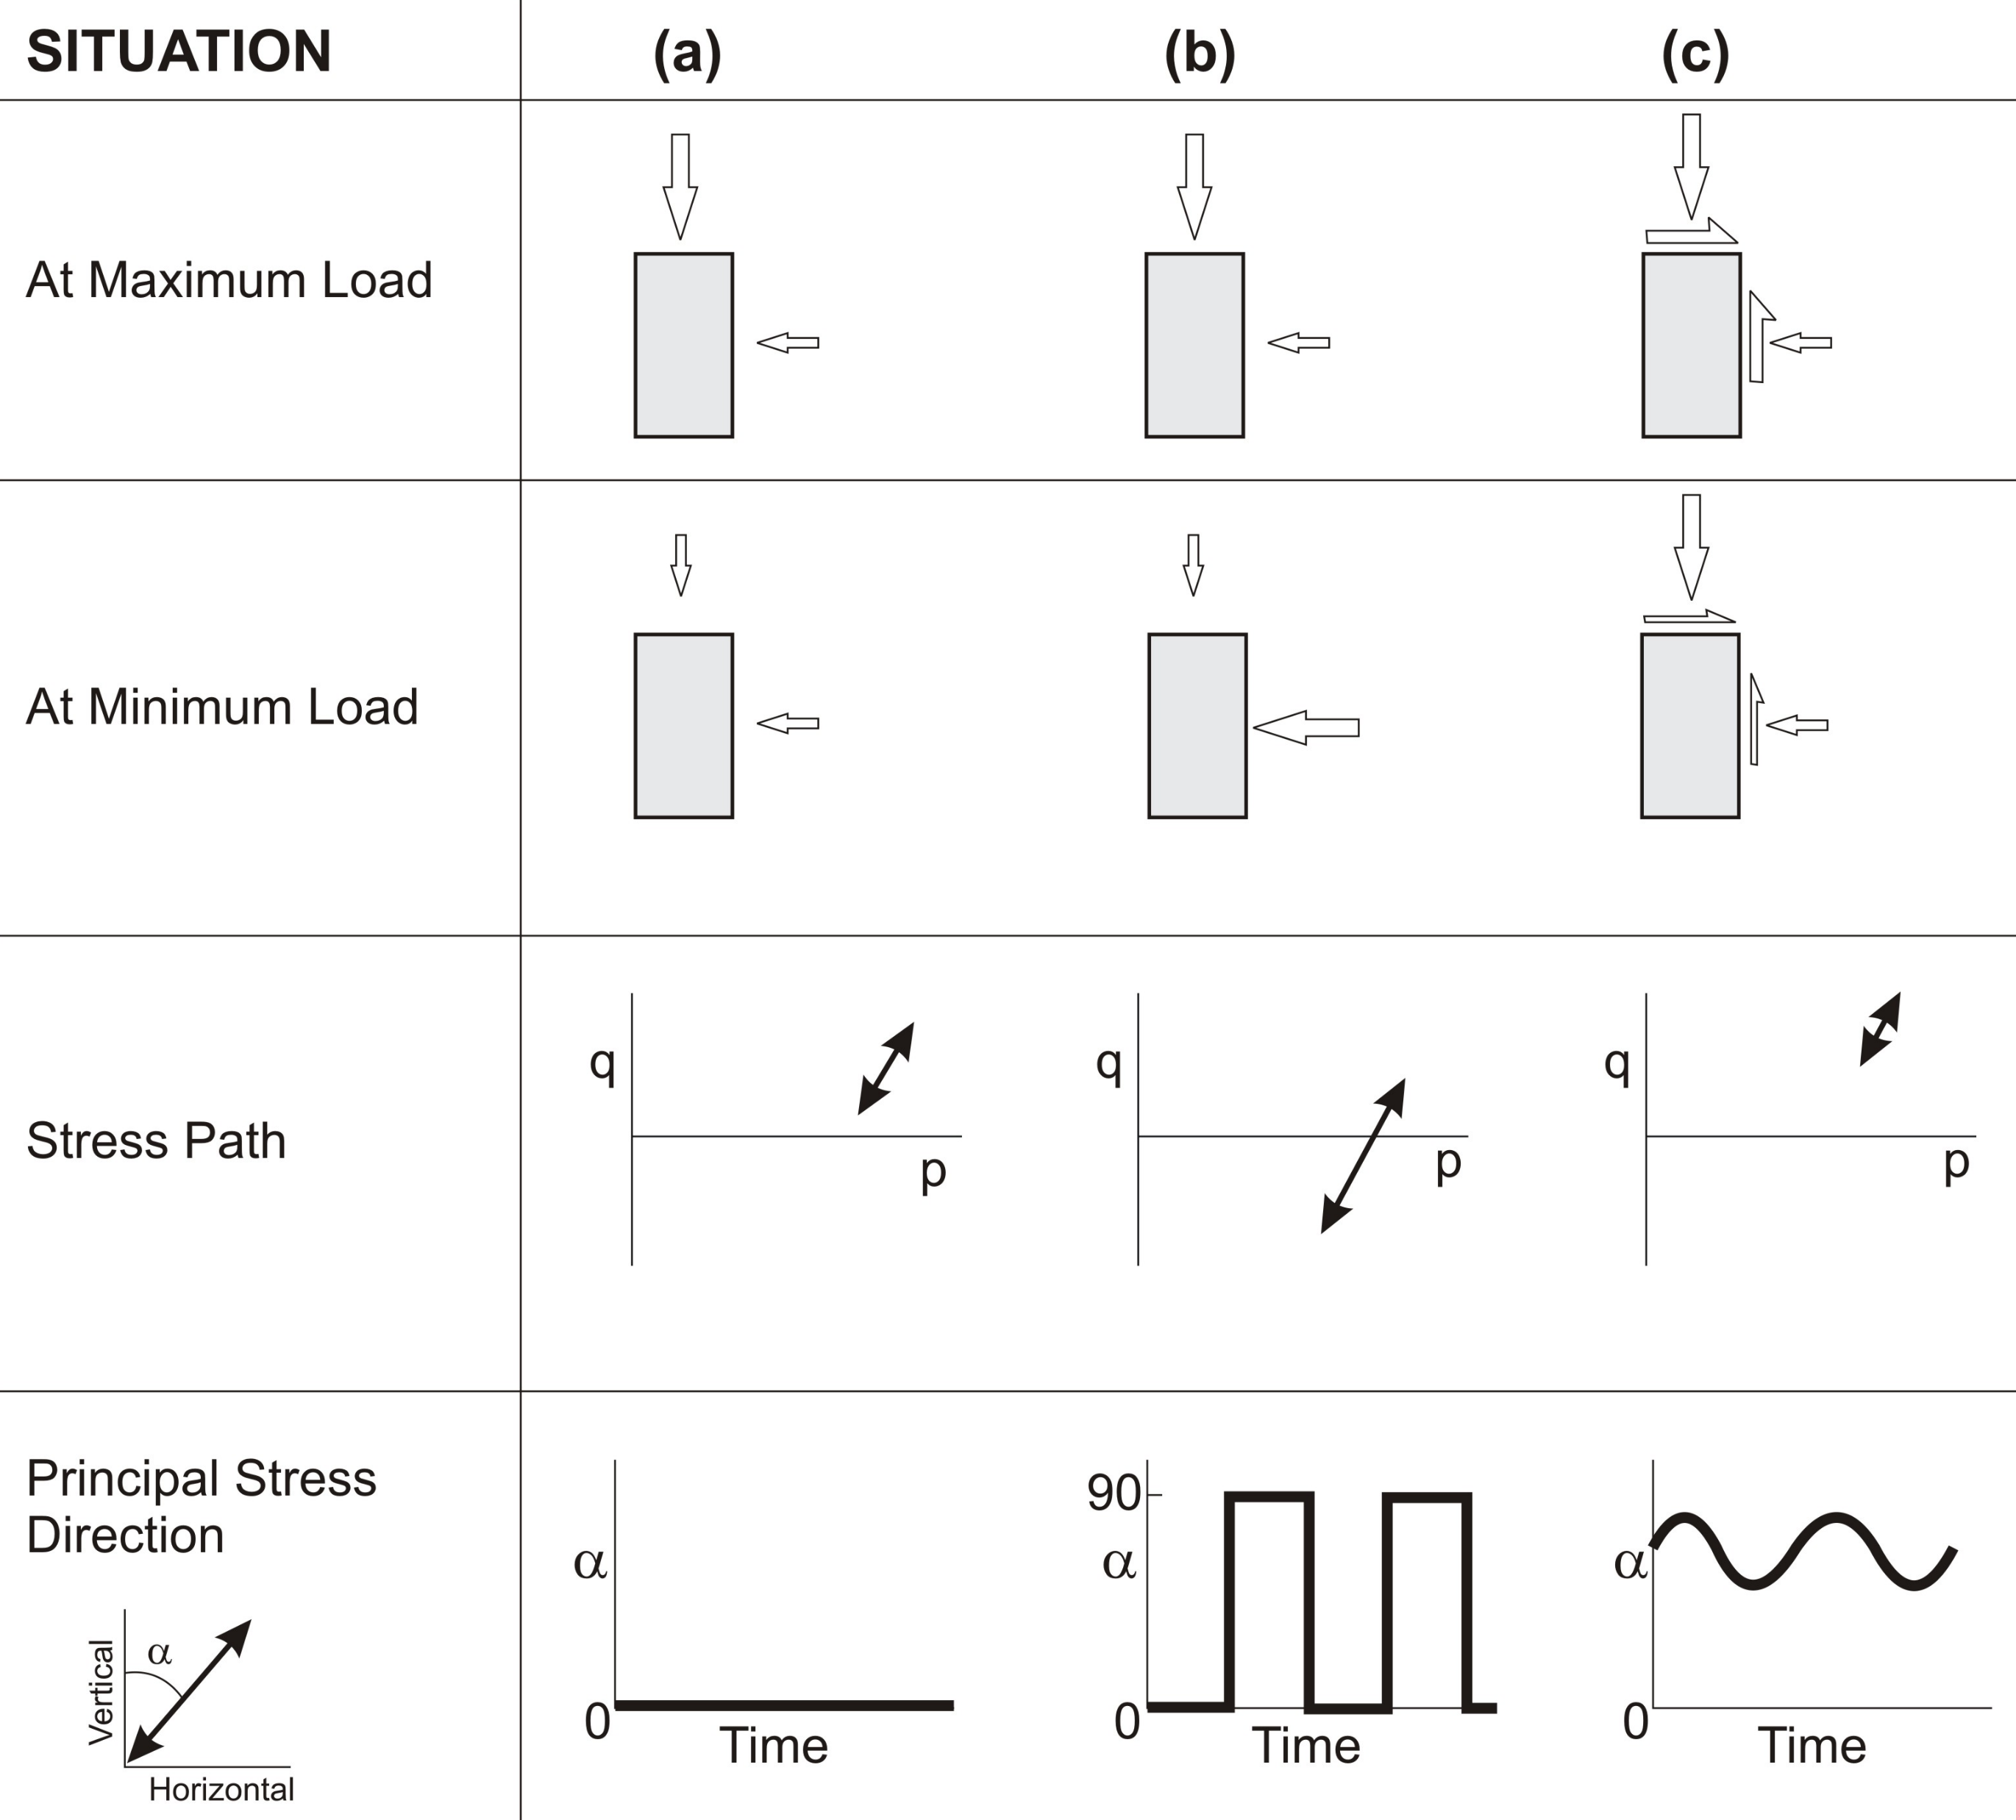 SITUATION (a) (b) (c)
At Maximum Load
At Minimum Load
Stress Path
q p
q p
q p
Principal Stress
Direction
α
Vertical
Horizontal
α
0
Time
90
α
0
Time
α
0
Time